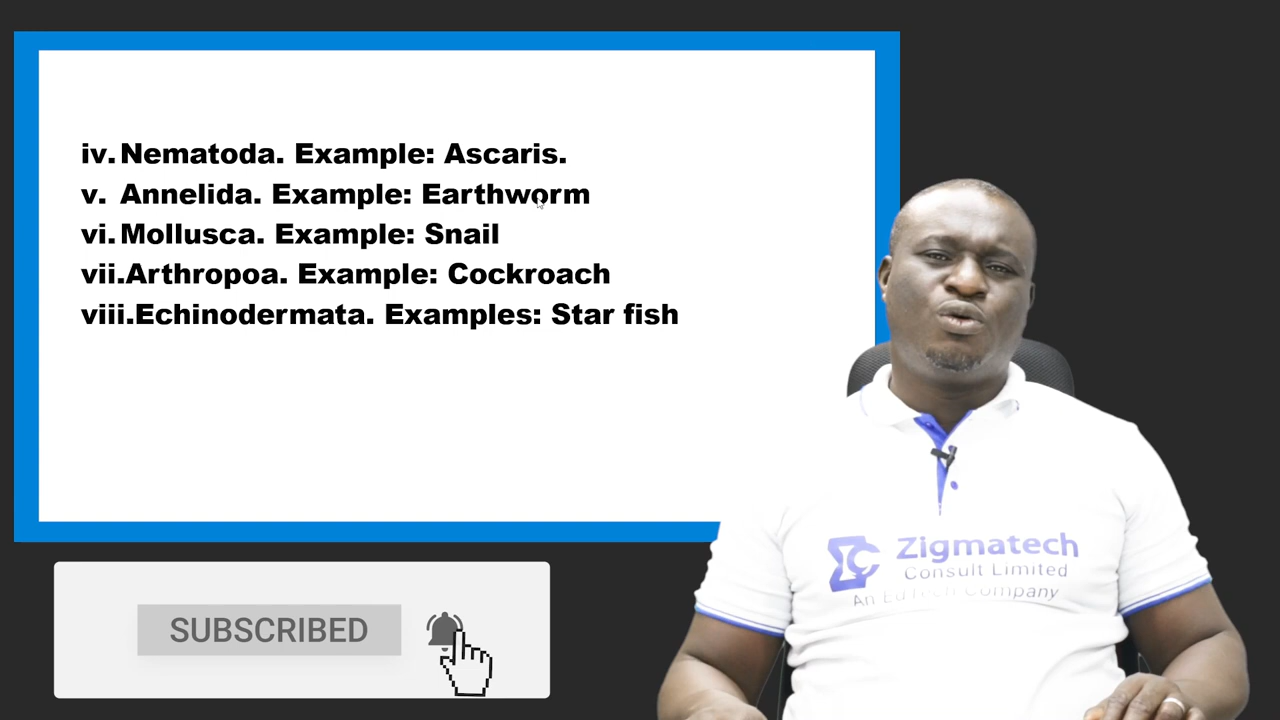 iv. Nematoda. Example: Ascaris.
v. Annelida. Example: Earthworm
vi. Mollusca. Example: Snail
vii.Arthropoa. Example: Cockroach
viii.Echinodermata. Examples: Star fish
Zigmatech
Consult Limited
An EdTech Company
SUBSCRIBED